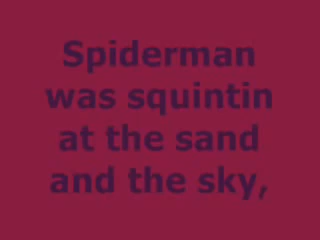 Spiderman
was squintin
at the sand
and the sky,